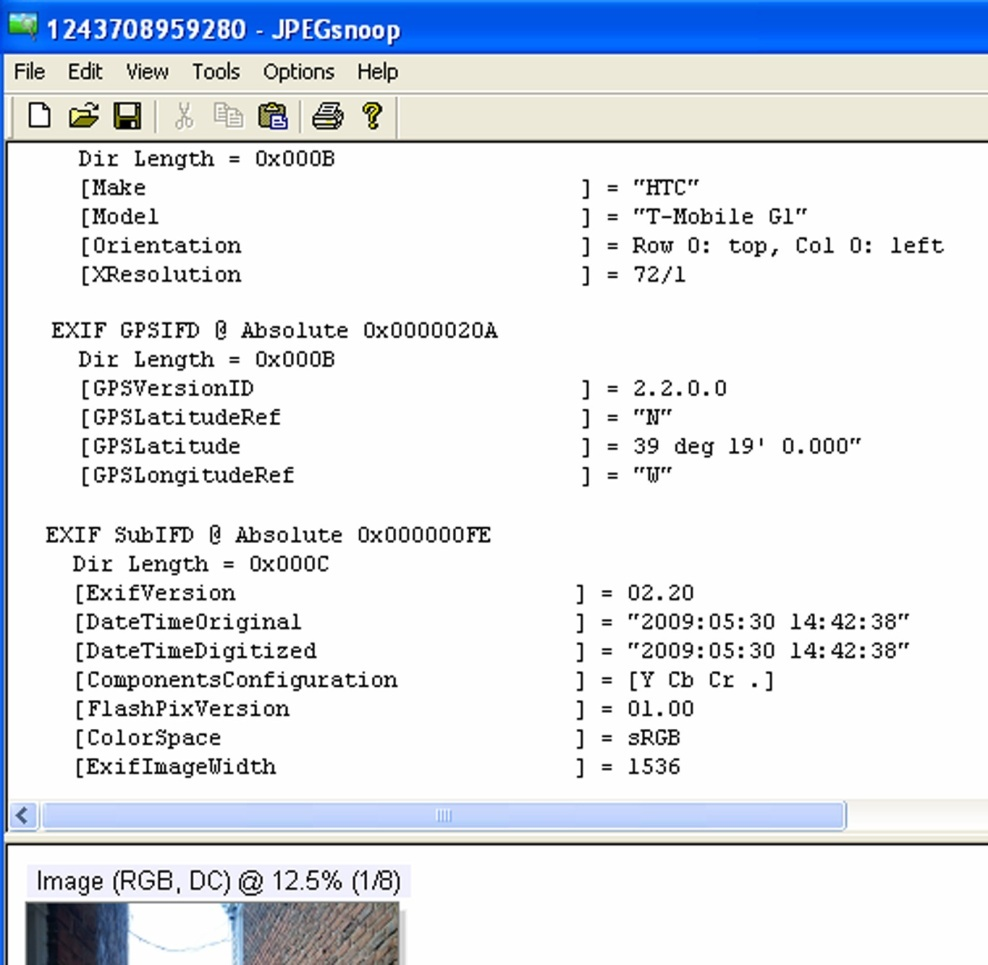 1243708959280 - JPEGsnoop
File Edit View Tools Options Help
Dir Length = 0x000B
[Make ] = "HTC"
[Model ] = "T-Mobile G1"
[Orientation ] = Row 0: top, Col 0: left
[XResolution ] = 72/1
EXIF GPSIFD @ Absolute 0x0000020A
Dir Length = 0x000B
[GPSVersionID ] = 2.2.0.0
[GPSLatitudeRef ] = "N"
[GPSLatitude ] = 39 deg 19' 0.000"
[GPSLongitudeRef ] = "W"
EXIF SubIFD @ Absolute 0x000000FE
Dir Length = 0x000C
[ExifVersion ] = 02.20
[DateTimeOriginal ] = "2009:05:30 14:42:38"
[DateTimeDigitized ] = "2009:05:30 14:42:38"
[ComponentsConfiguration ] = [Y Cb Cr .]
[FlashPixVersion ] = 01.00
[ColorSpace ] = sRGB
[ExifImageWidth ] = 1536
Image (RGB, DC) @ 12.5% (1/8)